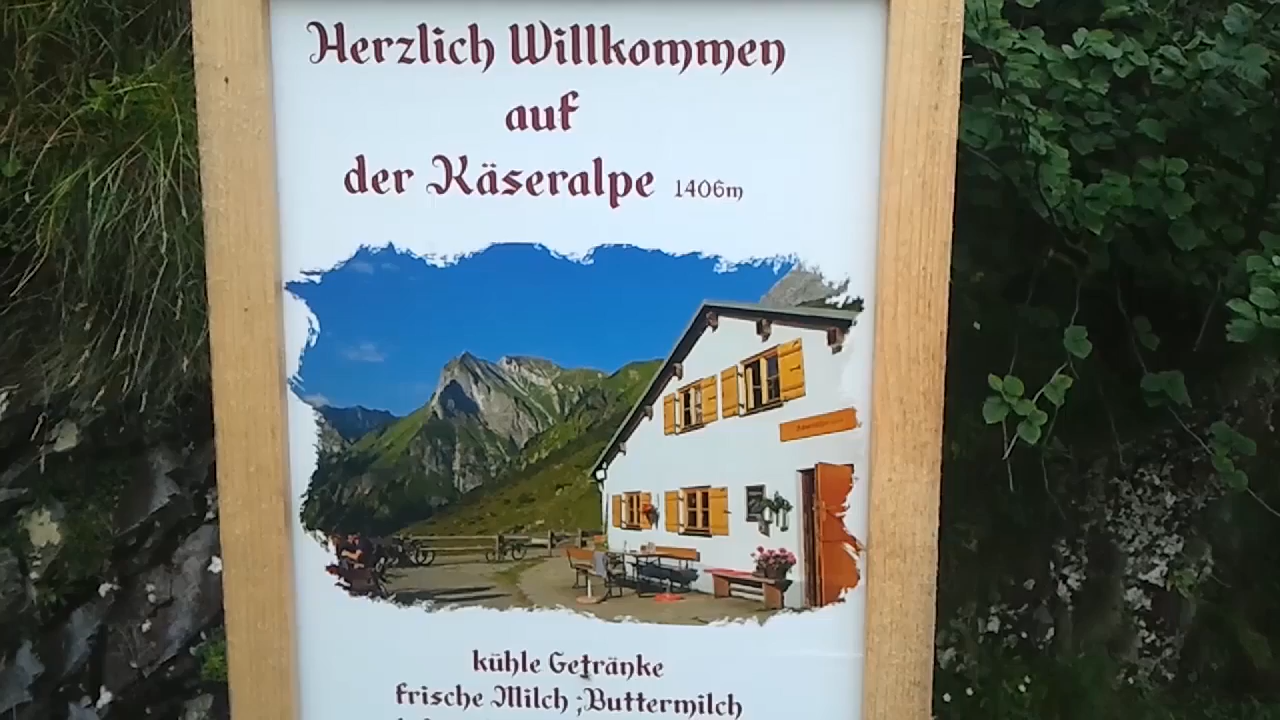 Herzlich Willkommen
auf
der Käseralpe 1406m
kühle Getränke
frische Milch ;Buttermilch